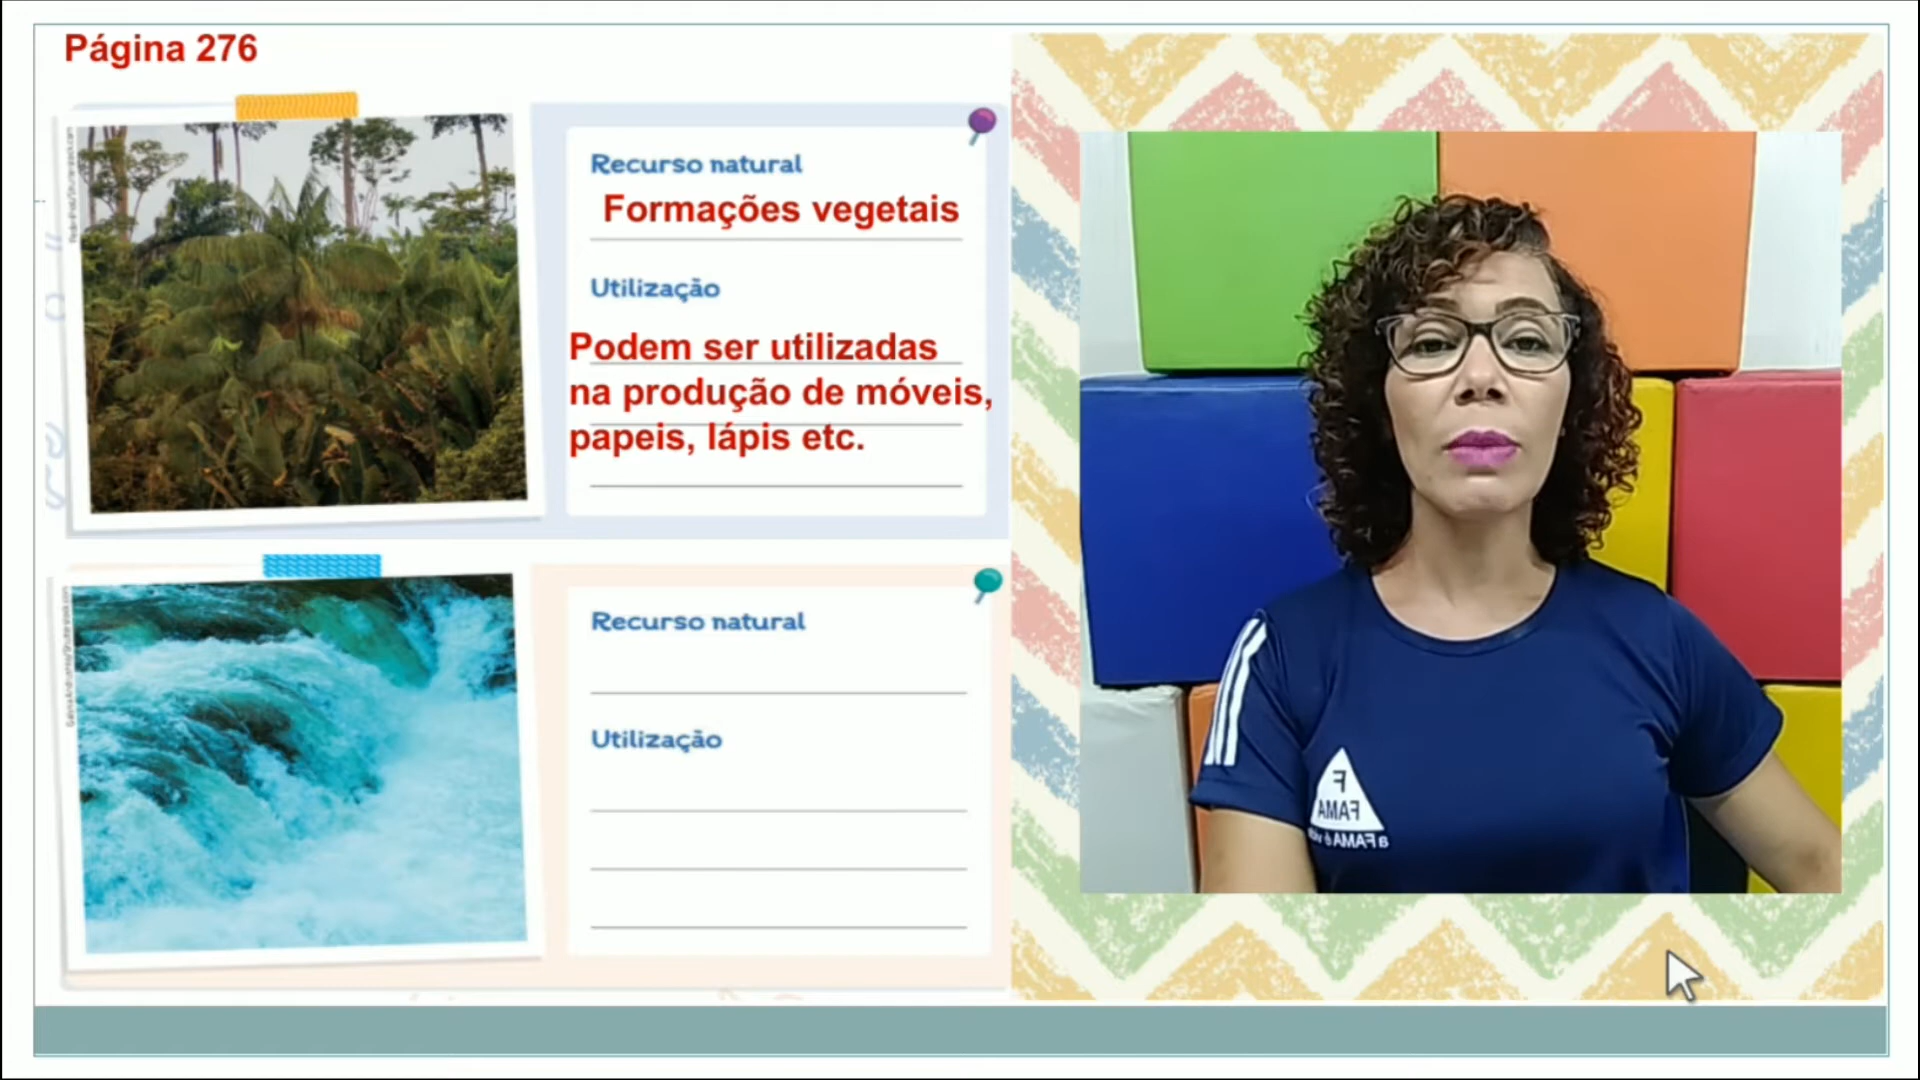 Página 276
Recurso natural
Formações vegetais
Utilização
Podem ser utilizadas
na produção de móveis,
papeis, lápis etc.
Recurso natural
Utilização
F
FAMA